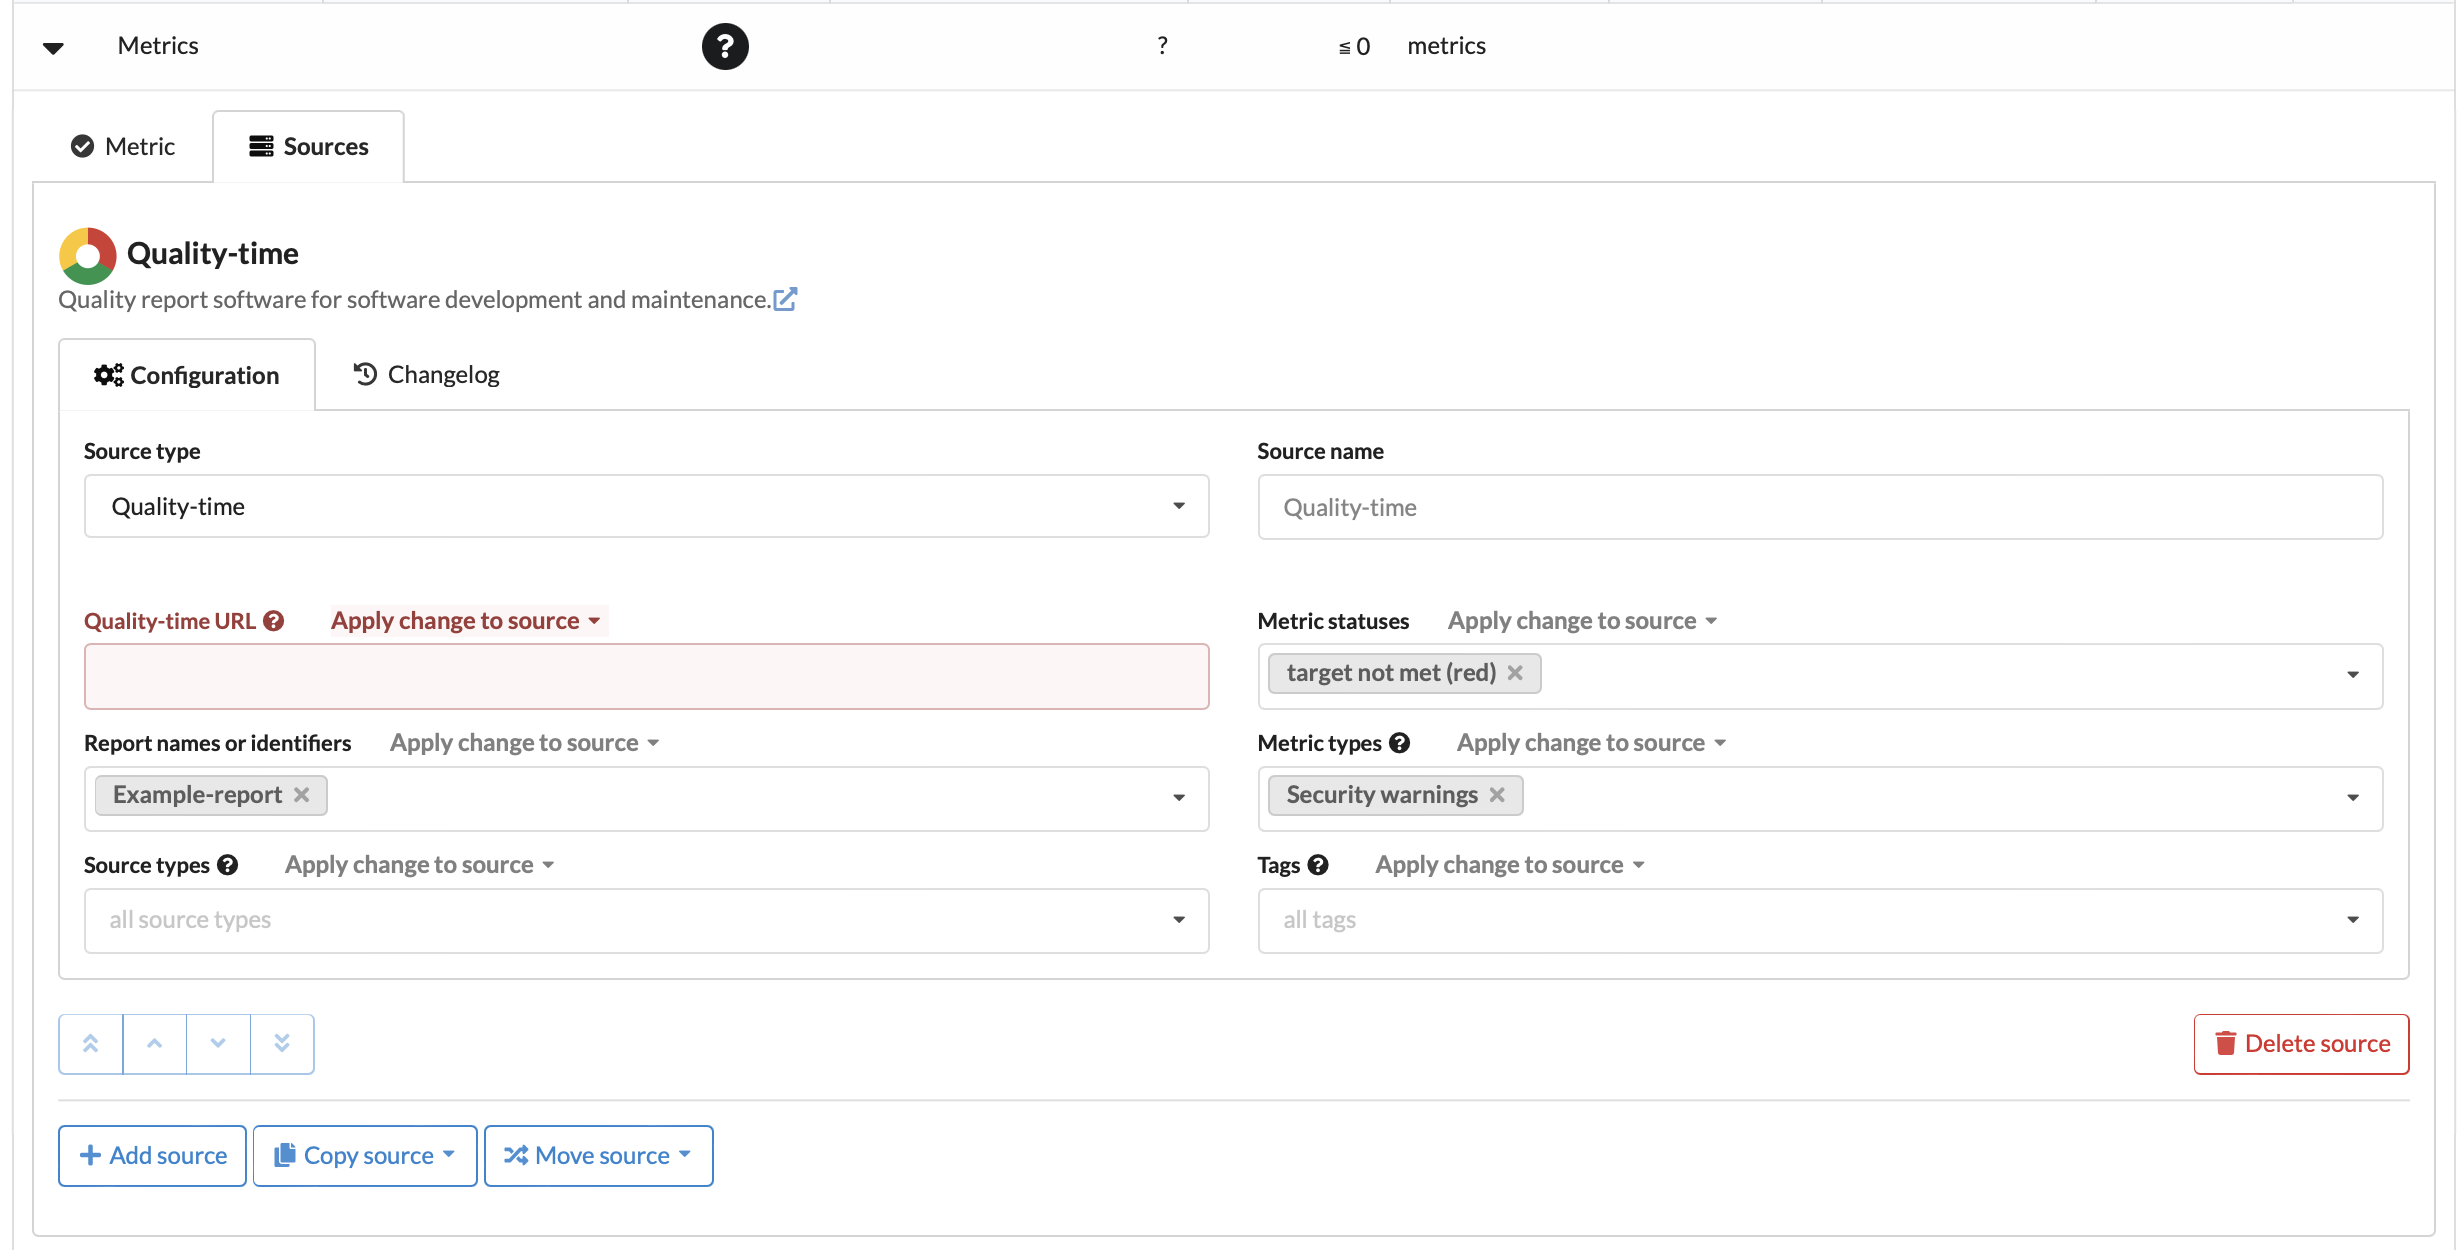 Metrics ? ? ≦ 0 metrics
Metric Sources
Quality-time
Quality report software for software development and maintenance.
Configuration Changelog
Source type Source name
Quality-time Quality-time
Quality-time URL ? Apply change to source Metric statuses Apply change to source
target not met (red)
Report names or identifiers Apply change to source Metric types ? Apply change to source
Example-report Security warnings
Source types ? Apply change to source Tags ? Apply change to source
all source types all tags
Delete source
Add source Copy source Move source